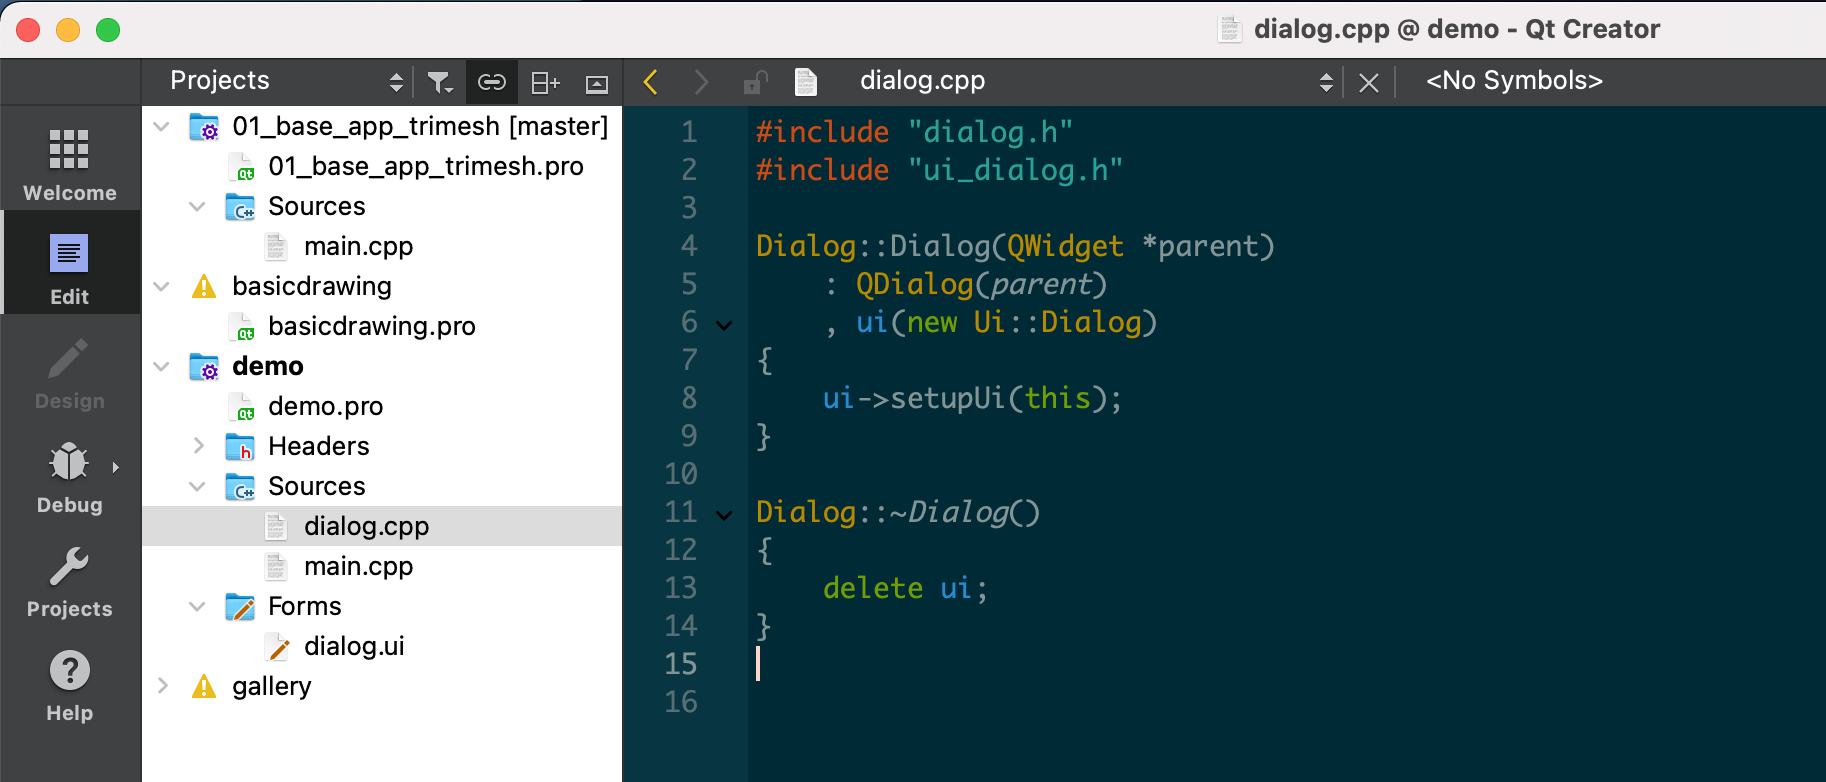 dialog.cpp @ demo - Qt Creator
Projects
dialog.cpp
<No Symbols>
Welcome
Edit
Design
Debug
Projects
Help
01_base_app_trimesh [master]
01_base_app_trimesh.pro
Sources
main.cpp
basicdrawing
basicdrawing.pro
demo
demo.pro
Headers
Sources
dialog.cpp
main.cpp
Forms
dialog.ui
gallery
1 #include "dialog.h"
2 #include "ui_dialog.h"
3
4 Dialog::Dialog(QWidget *parent)
5     : QDialog(parent)
6     , ui(new Ui::Dialog)
7 {
8     ui->setupUi(this);
9 }
10
11 Dialog::~Dialog()
12 {
13     delete ui;
14 }
15
16